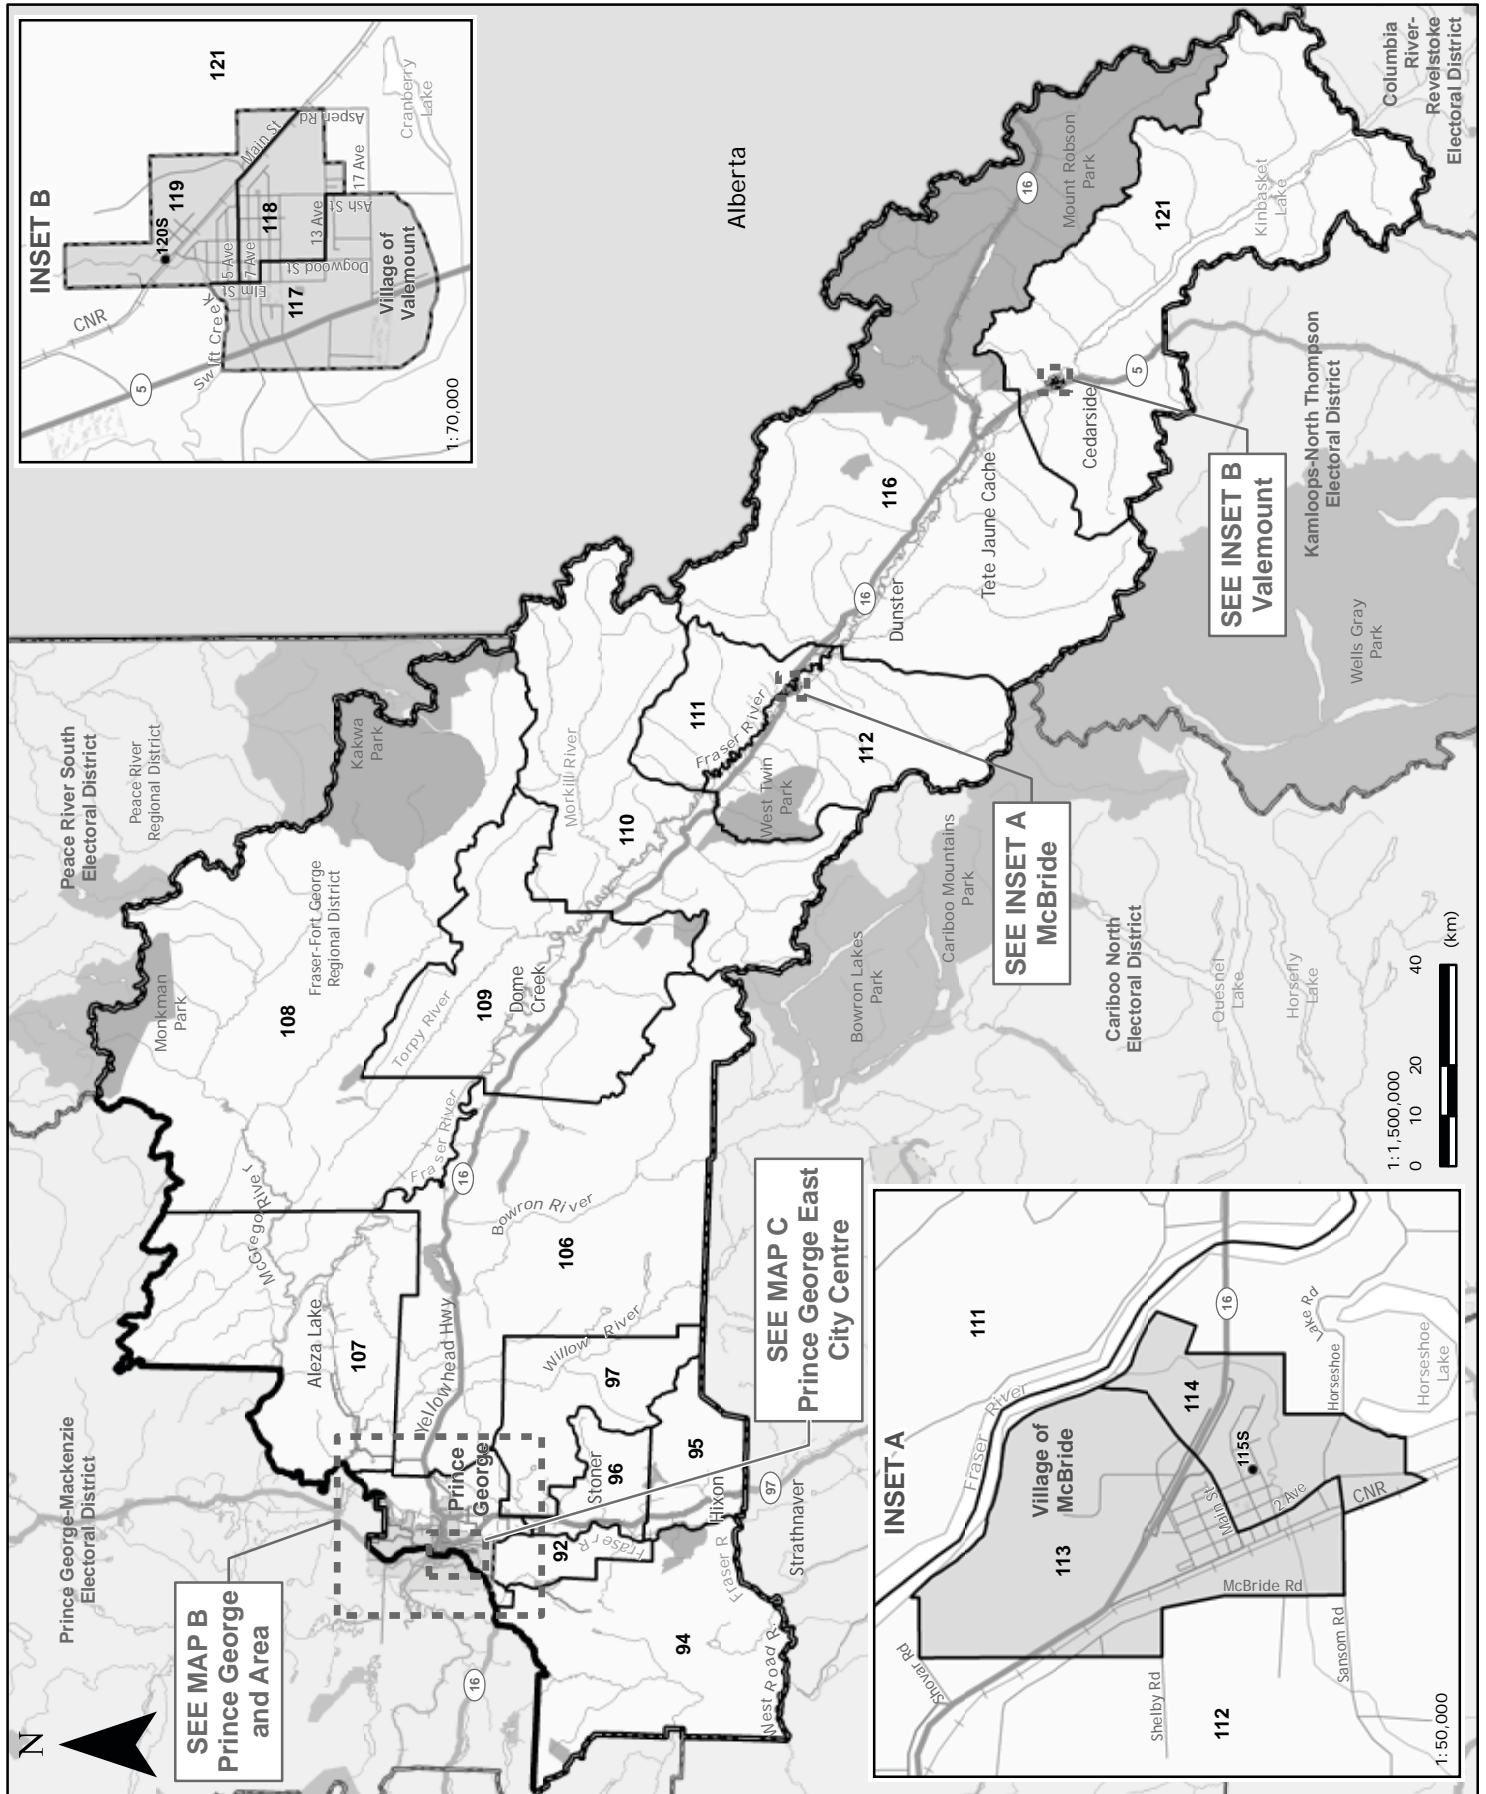 INSET B
121
119
120S
118
117
Main St
Aspen Rd
17 Ave
Ash St
13 Ave
Dogwood St
5 Ave
7 Ave
Elm St
CNR
Swift Creek
5
Village of
Valemount
Cranberry
Lake
1:70,000
Columbia
River-
Revelstoke
Electoral District
Alberta
16
Mount Robson
Park
121
Kinbasket
Lake
5
Cedarside
Kamloops-North Thompson
Electoral District
116
Tete Jaune Cache
SEE INSET B
Valemount
16
Dunster
Wells Gray
Park
Peace River South
Electoral District
Peace River
Regional District
Kakwa
Park
Morkill River
111
Fraser River
112
West Twin
Park
110
Cariboo Mountains
Park
SEE INSET A
McBride
Fraser-Fort George
Regional District
Monkman
Park
108
109
Torpy River
Dome
Creek
Bowron Lakes
Park
Cariboo North
Electoral District
Quesnel
Lake
Horsefly
Lake
1:1,500,000
0 10 20 40 (km)
McGregor River
Fraser River
16
Bowron River
106
SEE MAP C
Prince George East
City Centre
Aleza Lake
107
Yellowhead Hwy
Willow River
97
Prince George-Mackenzie
Electoral District
Prince
George
Stoner
96
95
Hixon
97
Strathnaver
92
Fraser R
Fraser R
94
West Road R.
SEE MAP B
Prince George
and Area
16
N
INSET A
111
Fraser River
16
Lake Rd
Horseshoe
Horseshoe
Lake
Village of
McBride
114
115S
113
Main St
2 Ave
CNR
McBride Rd
Shovar Rd
Shelby Rd
Sansom Rd
112
1:50,000